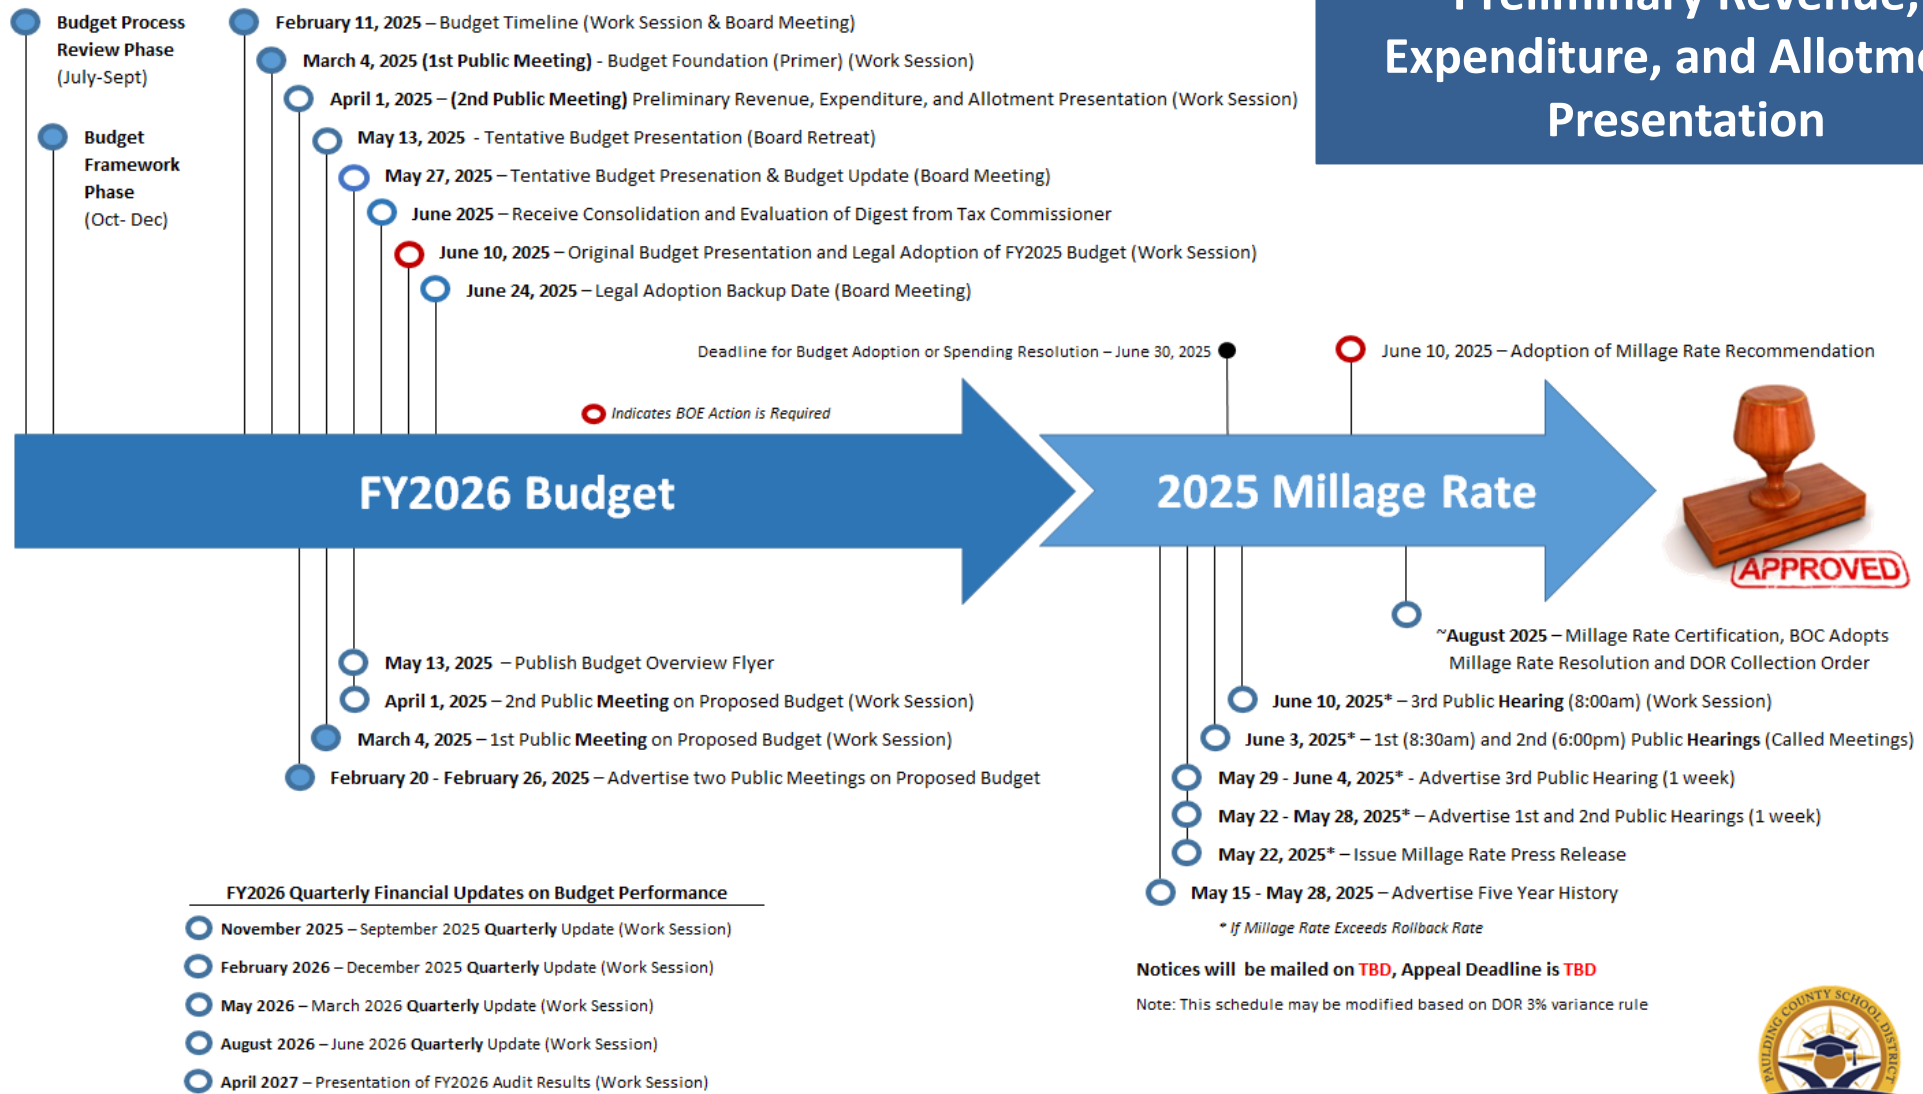 Preliminary Revenue,
Expenditure, and
Presentation
Budget Process
Review Phase
(July-Sept)
Budget
Framework
Phase
(Oct- Dec)
February 11, 2025 – Budget Timeline (Work Session & Board Meeting)
March 4, 2025 (1st Public Meeting) - Budget Foundation (Primer) (Work Session)
April 1, 2025 – (2nd Public Meeting) Preliminary Revenue, Expenditure, and Allotment Presentation (Work Session)
May 13, 2025 - Tentative Budget Presentation (Board Retreat)
May 27, 2025 – Tentative Budget Presenation & Budget Update (Board Meeting)
June 2025 – Receive Consolidation and Evaluation of Digest from Tax Commissioner
June 10, 2025 – Original Budget Presentation and Legal Adoption of FY2025 Budget (Work Session)
June 24, 2025 – Legal Adoption Backup Date (Board Meeting)
Deadline for Budget Adoption or Spending Resolution – June 30, 2025
June 10, 2025 – Adoption of Millage Rate Recommendation
Indicates BOE Action is Required
FY2026 Budget
2025 Millage Rate
APPROVED
~August 2025 – Millage Rate Certification, BOC Adopts
Millage Rate Resolution and DOR Collection Order
May 13, 2025 – Publish Budget Overview Flyer
April 1, 2025 – 2nd Public Meeting on Proposed Budget (Work Session)
March 4, 2025 – 1st Public Meeting on Proposed Budget (Work Session)
February 20 - February 26, 2025 – Advertise two Public Meetings on Proposed Budget
June 10, 2025* – 3rd Public Hearing (8:00am) (Work Session)
June 3, 2025* – 1st (8:30am) and 2nd (6:00pm) Public Hearings (Called Meetings)
May 29 - June 4, 2025* - Advertise 3rd Public Hearing (1 week)
May 22 - May 28, 2025* – Advertise 1st and 2nd Public Hearings (1 week)
May 22, 2025* – Issue Millage Rate Press Release
May 15 - May 28, 2025 – Advertise Five Year History
* If Millage Rate Exceeds Rollback Rate
Notices will be mailed on TBD, Appeal Deadline is TBD
Note: This schedule may be modified based on DOR 3% variance rule
FY2026 Quarterly Financial Updates on Budget Performance
November 2025 – September 2025 Quarterly Update (Work Session)
February 2026 – December 2025 Quarterly Update (Work Session)
May 2026 – March 2026 Quarterly Update (Work Session)
August 2026 – June 2026 Quarterly Update (Work Session)
April 2027 – Presentation of FY2026 Audit Results (Work Session)
PAULDING COUNTY SCHOOL DISTRICT